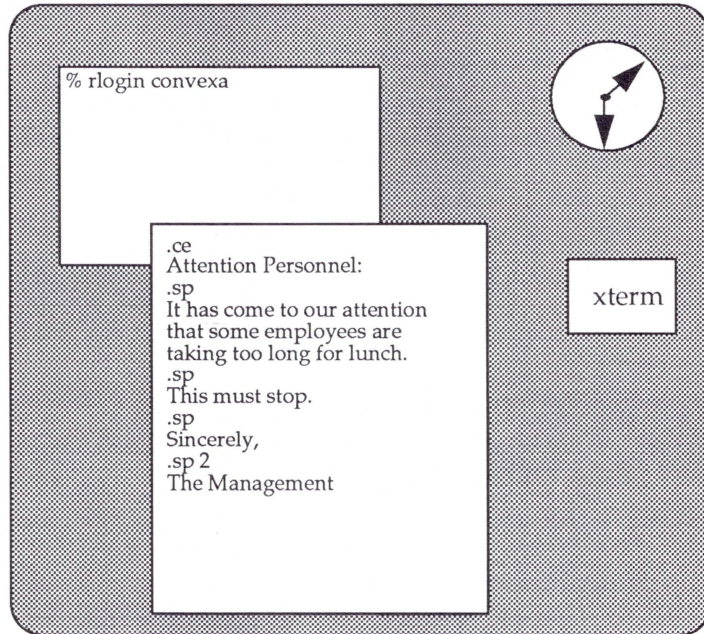 % rlogin convexa
.ce
Attention Personnel:
.sp
It has come to our attention
that some employees are
taking too long for lunch.
.sp
This must stop.
.sp
Sincerely,
.sp 2
The Management
xterm